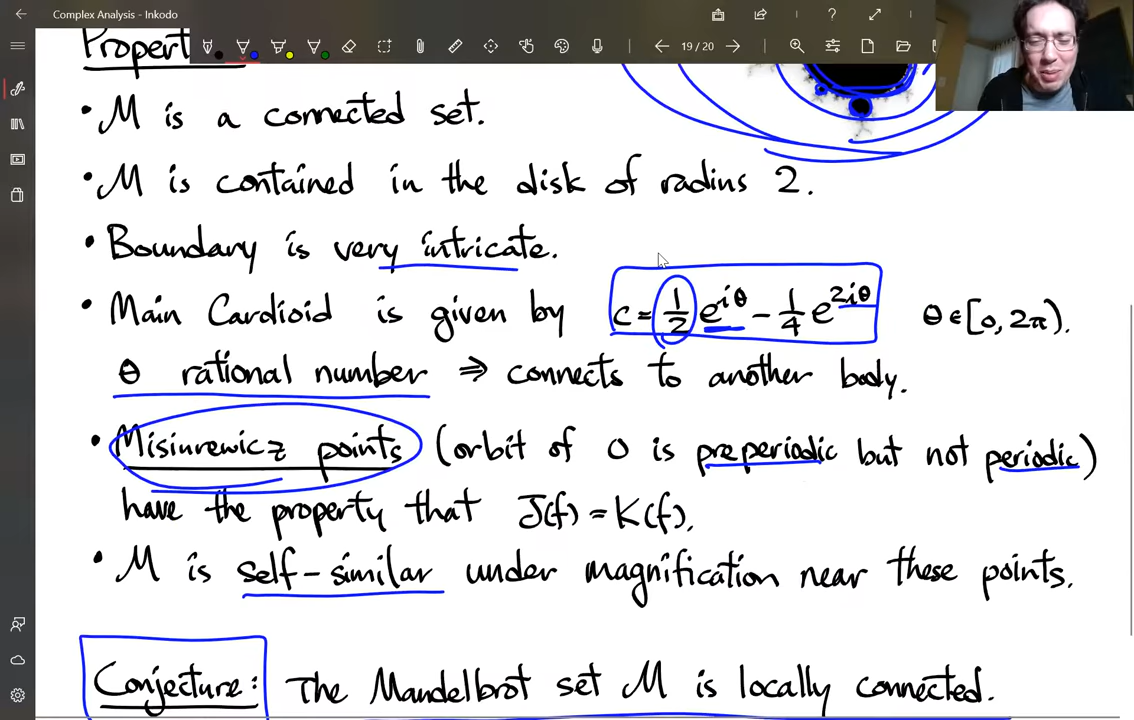 Complex Analysis - Inkodo
19 / 20
Propert
• M is a connected set.
• M is contained in the disk of radius 2.
• Boundary is very intricate.
• Main Cardioid is given by c = 1/2 e^{iθ} - 1/4 e^{2iθ} θ ∈ [0, 2π).
θ rational number ⇒ connects to another body.
• Misiurewicz points (orbit of 0 is preperiodic but not periodic)
have the property that J(f) = K(f).
• M is self-similar under magnification near these points.
Conjecture: The Mandelbrot set M is locally connected.